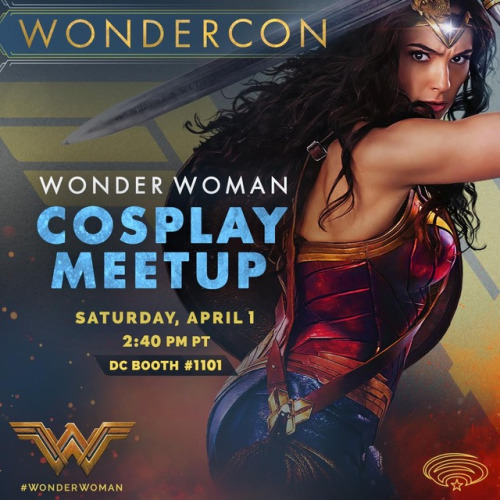 WONDERCON
WONDER WOMAN
COSPLAY
MEETUP
SATURDAY, APRIL 1
2:40 PM PT
DC BOOTH #1101
#WONDERWOMAN